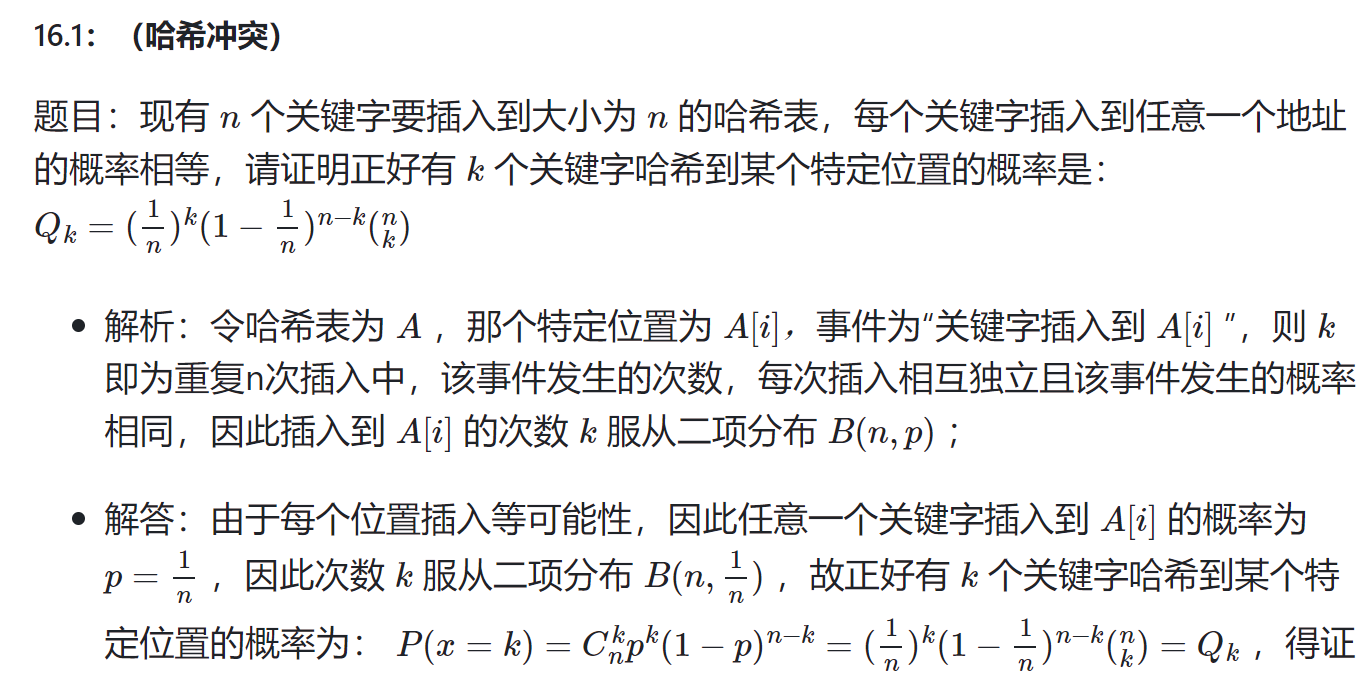 16.1：（哈希冲突）
题目：现有 n 个关键字要插入到大小为 n 的哈希表，每个关键字插入到任意一个地址
的概率相等，请证明正好有 k 个关键字哈希到某个特定位置的概率是：
Q_k = (\frac{1}{n})^k(1 − \frac{1}{n})^{n−k}\binom{n}{k}
• 解析：令哈希表为 A ，那个特定位置为 A[i]，事件为“关键字插入到 A[i] ”，则 k
即为重复n次插入中，该事件发生的次数，每次插入相互独立且该事件发生的概率
相同，因此插入到 A[i] 的次数 k 服从二项分布 B(n, p) ；
• 解答：由于每个位置插入等可能性，因此任意一个关键字插入到 A[i] 的概率为
p = \frac{1}{n} ，因此次数 k 服从二项分布 B(n, \frac{1}{n}) ，故正好有 k 个关键字哈希到某个特
定位置的概率为： P(x = k) = C_n^k p^k(1 − p)^{n−k} = (\frac{1}{n})^k(1 − \frac{1}{n})^{n−k}\binom{n}{k} = Q_k ，得证